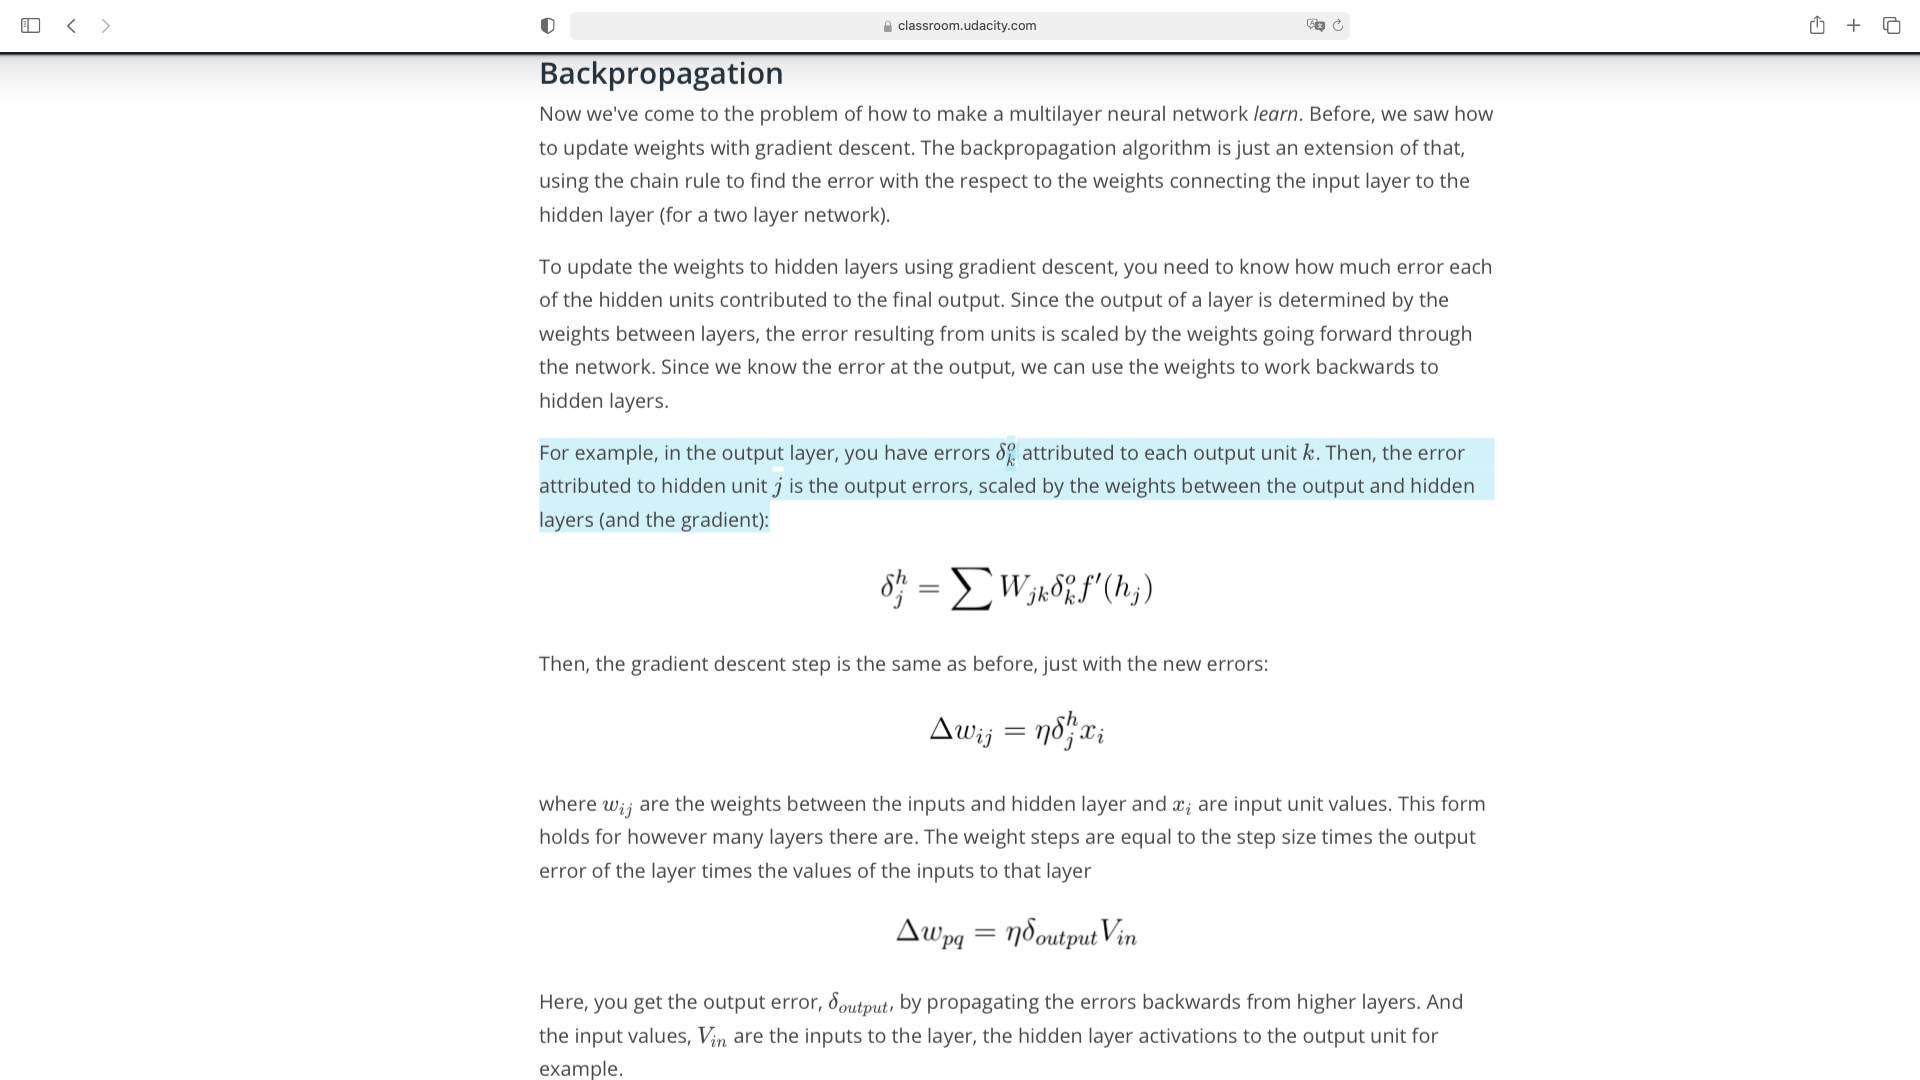 classroom.udacity.com
Backpropagation
Now we've come to the problem of how to make a multilayer neural network learn. Before, we saw how
to update weights with gradient descent. The backpropagation algorithm is just an extension of that,
using the chain rule to find the error with the respect to the weights connecting the input layer to the
hidden layer (for a two layer network).
To update the weights to hidden layers using gradient descent, you need to know how much error each
of the hidden units contributed to the final output. Since the output of a layer is determined by the
weights between layers, the error resulting from units is scaled by the weights going forward through
the network. Since we know the error at the output, we can use the weights to work backwards to
hidden layers.
For example, in the output layer, you have errors δ_k^o attributed to each output unit k. Then, the error
attributed to hidden unit j is the output errors, scaled by the weights between the output and hidden
layers (and the gradient):
δ_j^h = ∑ W_{jk} δ_k^o f'(h_j)
Then, the gradient descent step is the same as before, just with the new errors:
Δw_{ij} = ηδ_j^h x_i
where w_{ij} are the weights between the inputs and hidden layer and x_i are input unit values. This form
holds for however many layers there are. The weight steps are equal to the step size times the output
error of the layer times the values of the inputs to that layer
Δw_{pq} = ηδ_{output} V_{in}
Here, you get the output error, δ_{output}, by propagating the errors backwards from higher layers. And
the input values, V_{in} are the inputs to the layer, the hidden layer activations to the output unit for
example.